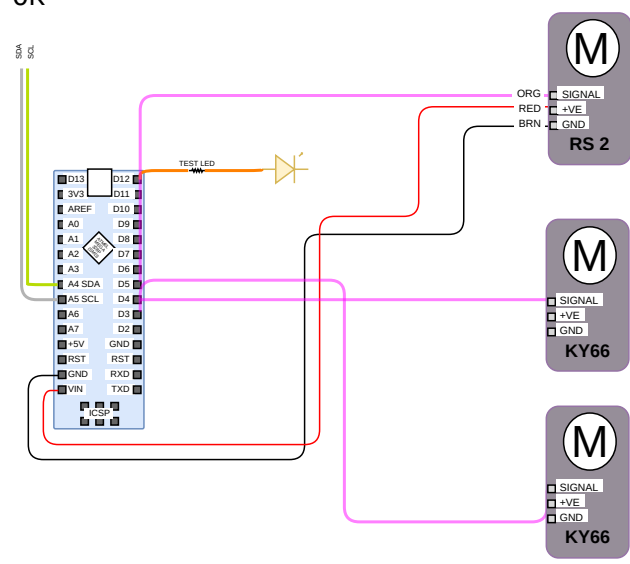 SDA
SCL
ORG
RED
BRN
SIGNAL
+VE
GND
RS 2
TEST LED
D13 D12
3V3 D11
AREF D10
A0 D9
A1 D8
A2 D7
A3 D6
A4 SDA D5
A5 SCL D4
A6 D3
A7 D2
+5V GND
RST RST
GND RXD
VIN TXD
ICSP
M
SIGNAL
+VE
GND
KY66
M
SIGNAL
+VE
GND
KY66
M